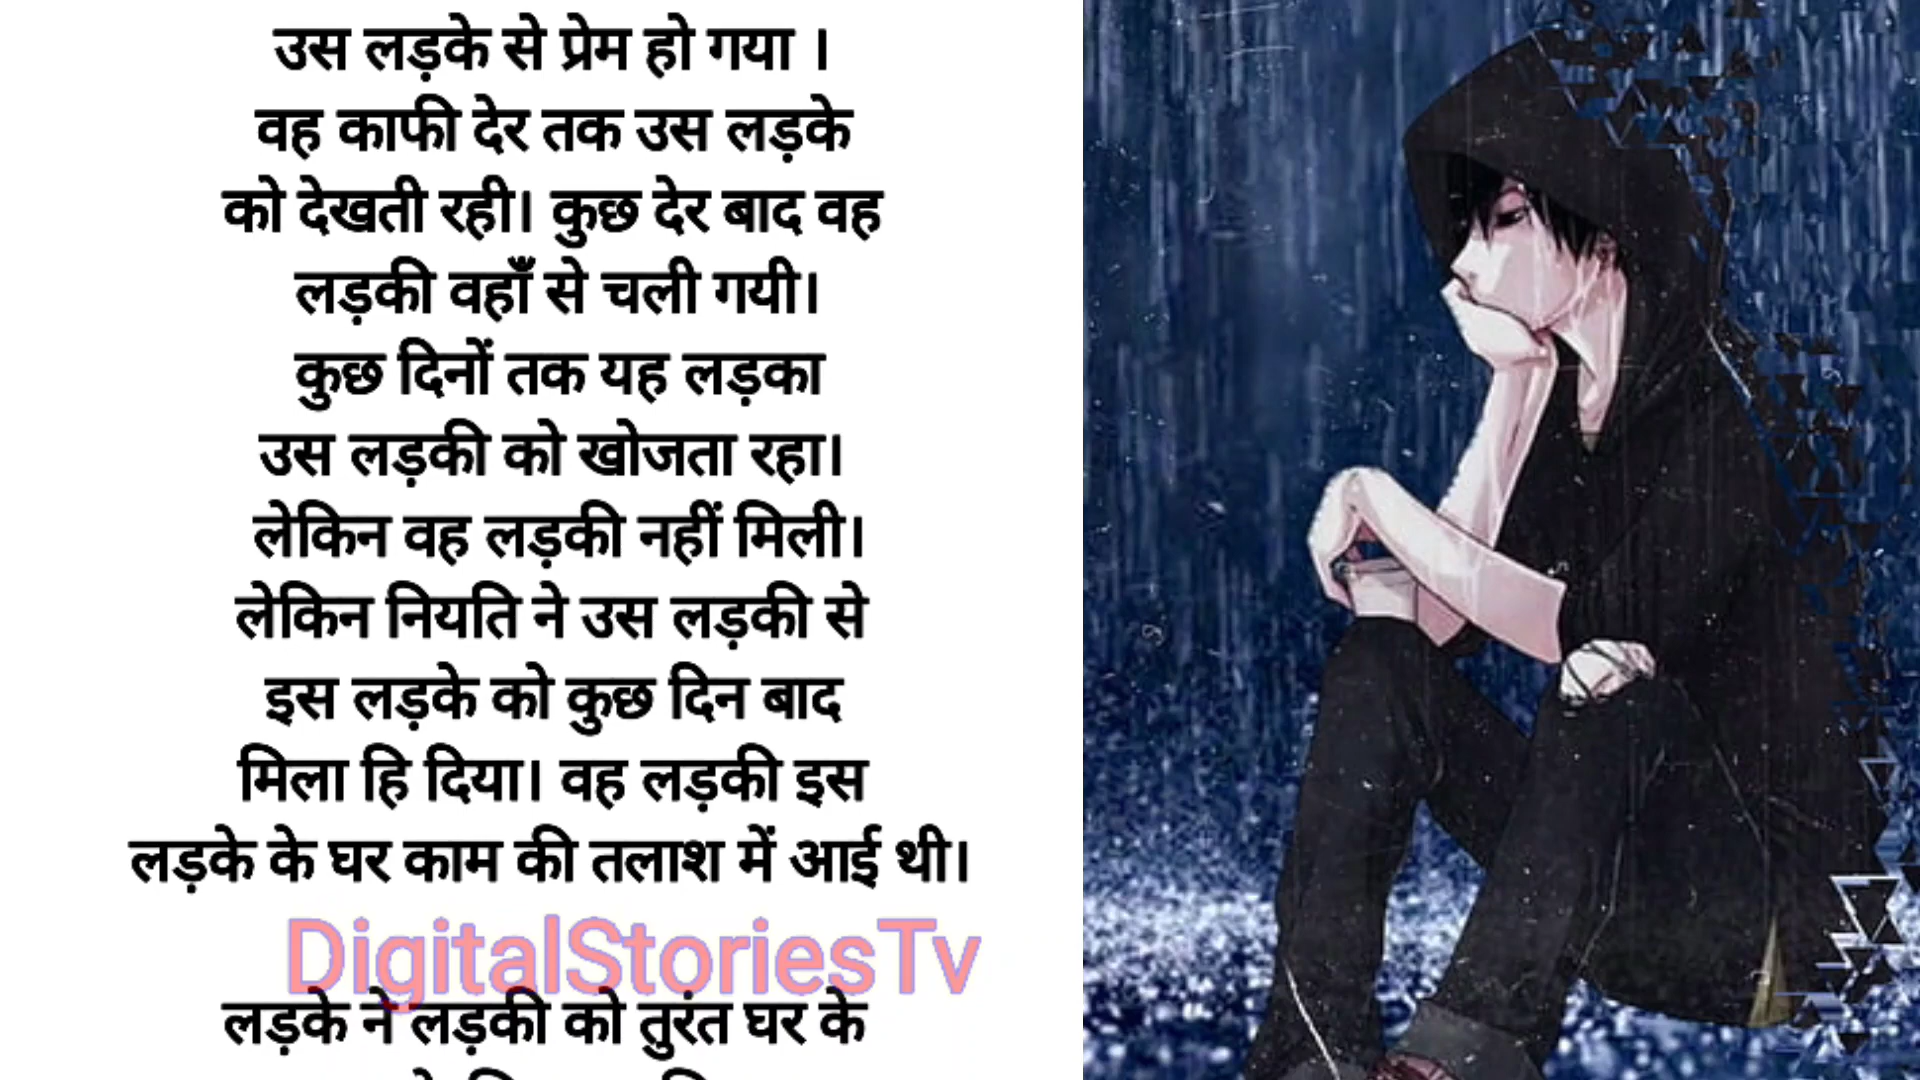 उस लड़के से प्रेम हो गया ।
वह काफी देर तक उस लड़के
को देखती रही। कुछ देर बाद वह
लड़की वहाँ से चली गयी।
कुछ दिनों तक यह लड़का
उस लड़की को खोजता रहा।
लेकिन वह लड़की नहीं मिली।
लेकिन नियति ने उस लड़की से
इस लड़के को कुछ दिन बाद
मिला हि दिया। वह लड़की इस
लड़के के घर काम की तलाश में आई थी।
DigitalStoriesTv
लड़के ने लड़की को तुरंत घर के